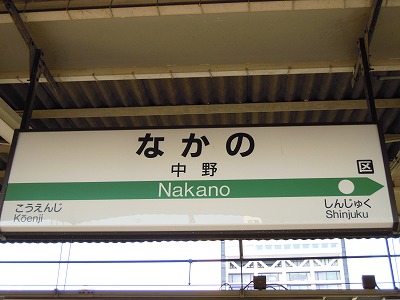 なかの
中野
区
Nakano
こうえんじ
Kōenji
しんじゅく
Shinjuku